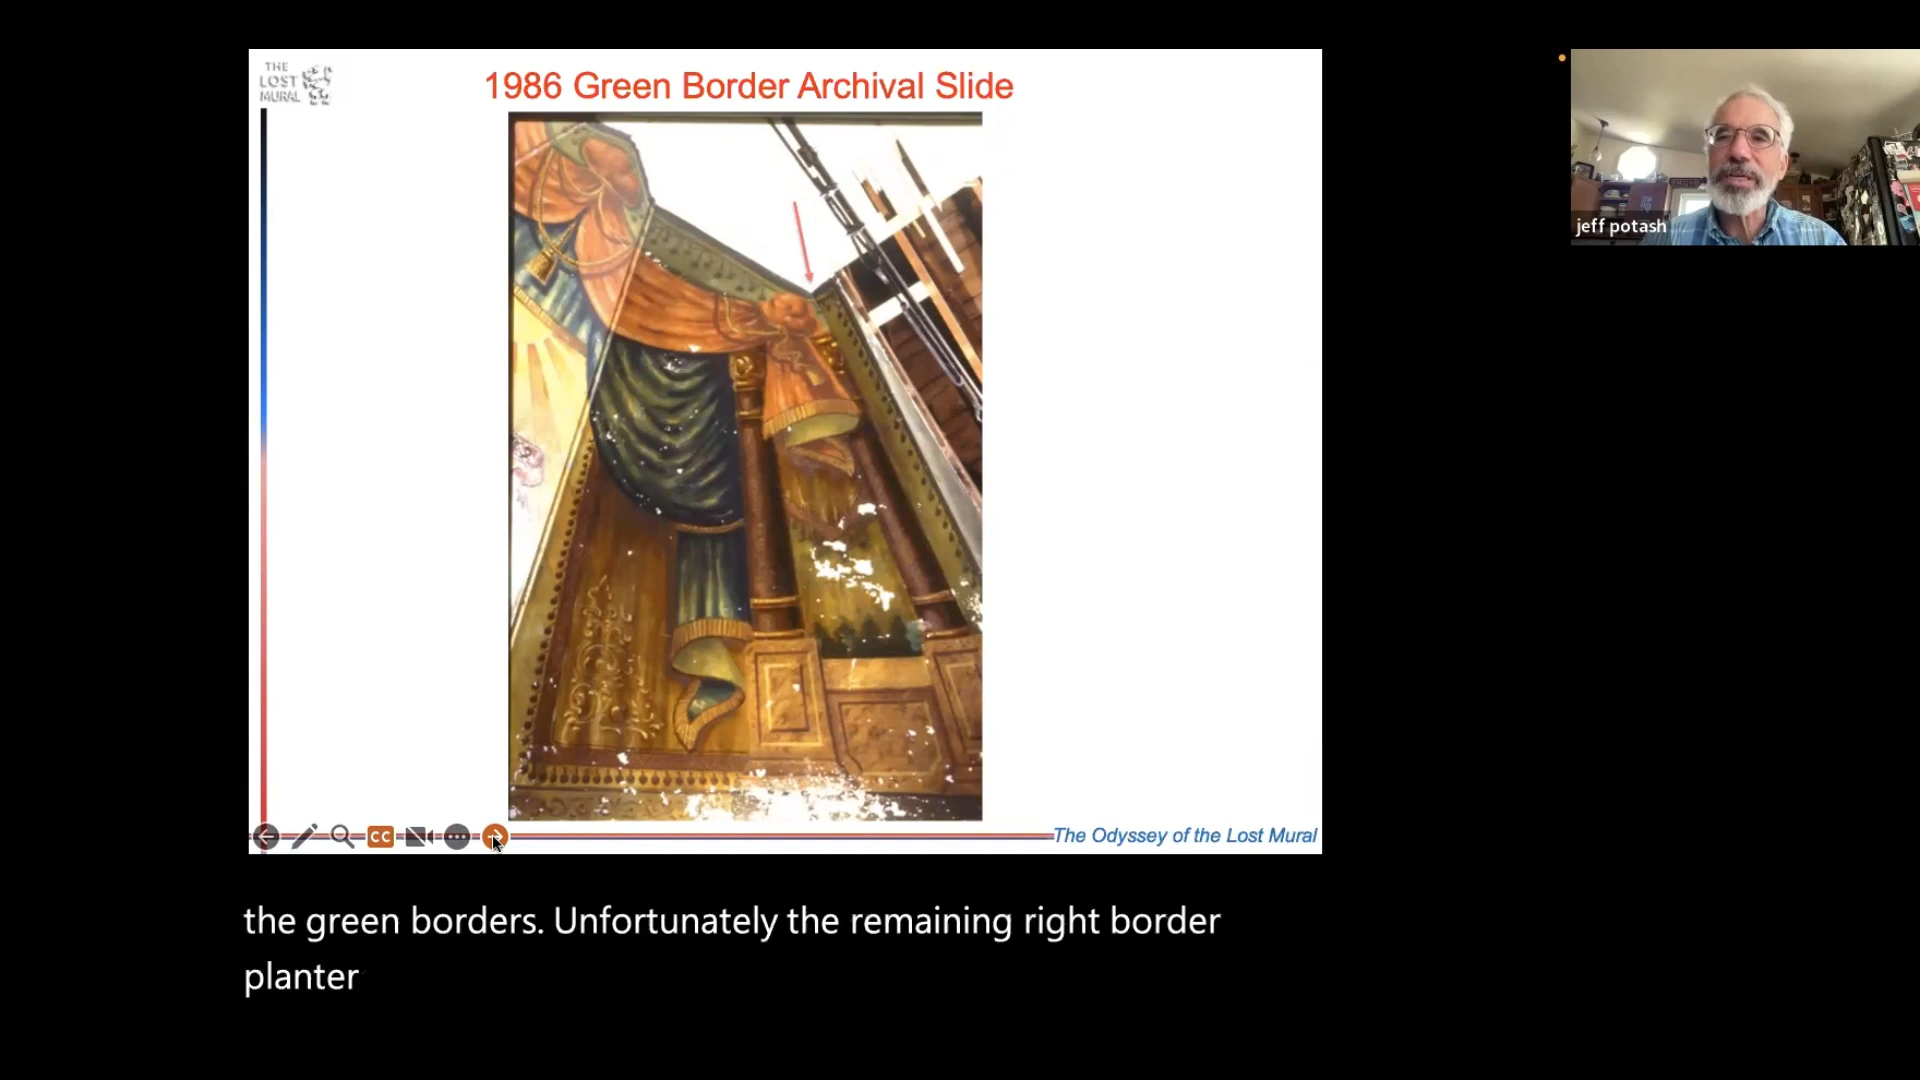 THE
LOST
MURAL
1986 Green Border Archival Slide
jeff potash
CC
The Odyssey of the Lost Mural
the green borders. Unfortunately the remaining right border
planter